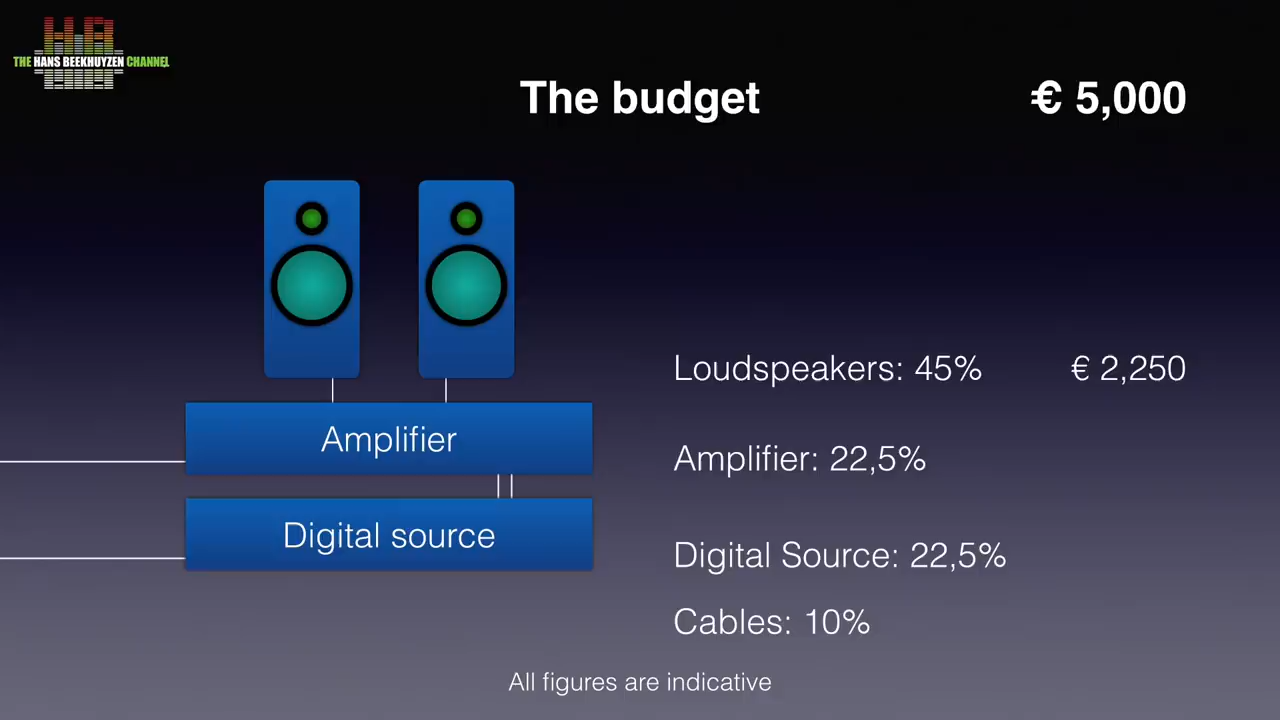 THE HANS BEEKHUYZEN CHANNEL
The budget € 5,000
Loudspeakers: 45% € 2,250
Amplifier
Amplifier: 22,5%
Digital source
Digital Source: 22,5%
Cables: 10%
All figures are indicative